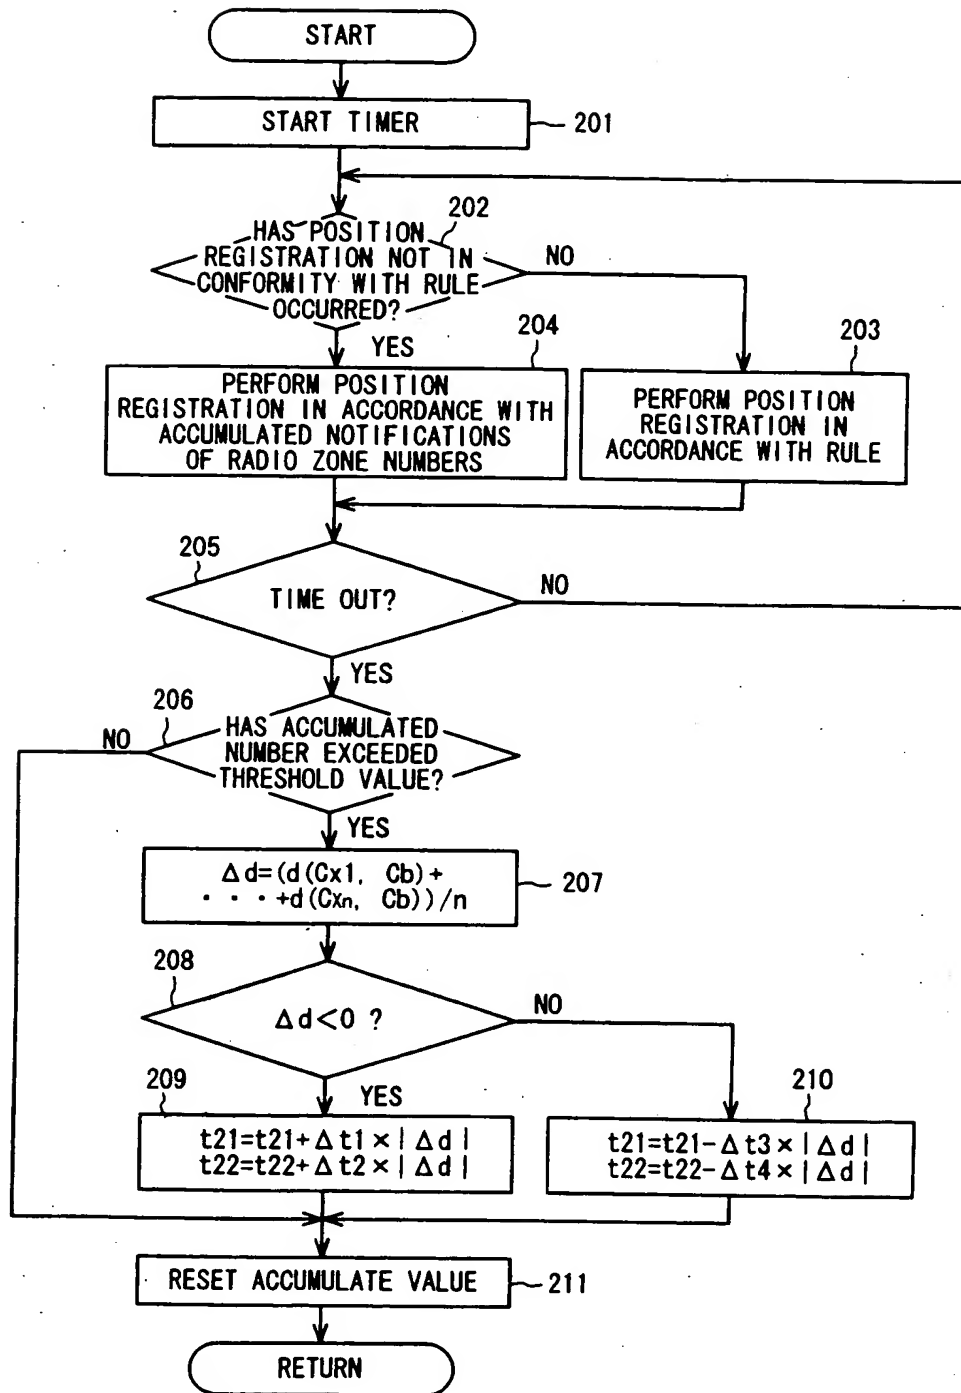 START
START TIMER
201
202
HAS POSITION
REGISTRATION NOT IN
CONFORMITY WITH RULE
OCCURRED?
NO
YES
204
203
PERFORM POSITION
REGISTRATION IN ACCORDANCE WITH
ACCUMULATED NOTIFICATIONS
OF RADIO ZONE NUMBERS
PERFORM POSITION
REGISTRATION IN
ACCORDANCE WITH RULE
205
TIME OUT?
NO
YES
206
NO
HAS ACCUMULATED
NUMBER EXCEEDED
THRESHOLD VALUE?
YES
Δd=(d(Cx1, Cb)+
· · · +d(Cxn, Cb))/n
207
208
Δd<0 ?
NO
YES
209
t21=t21+Δt1×|Δd|
t22=t22+Δt2×|Δd|
210
t21=t21-Δt3×|Δd|
t22=t22-Δt4×|Δd|
RESET ACCUMULATE VALUE
211
RETURN